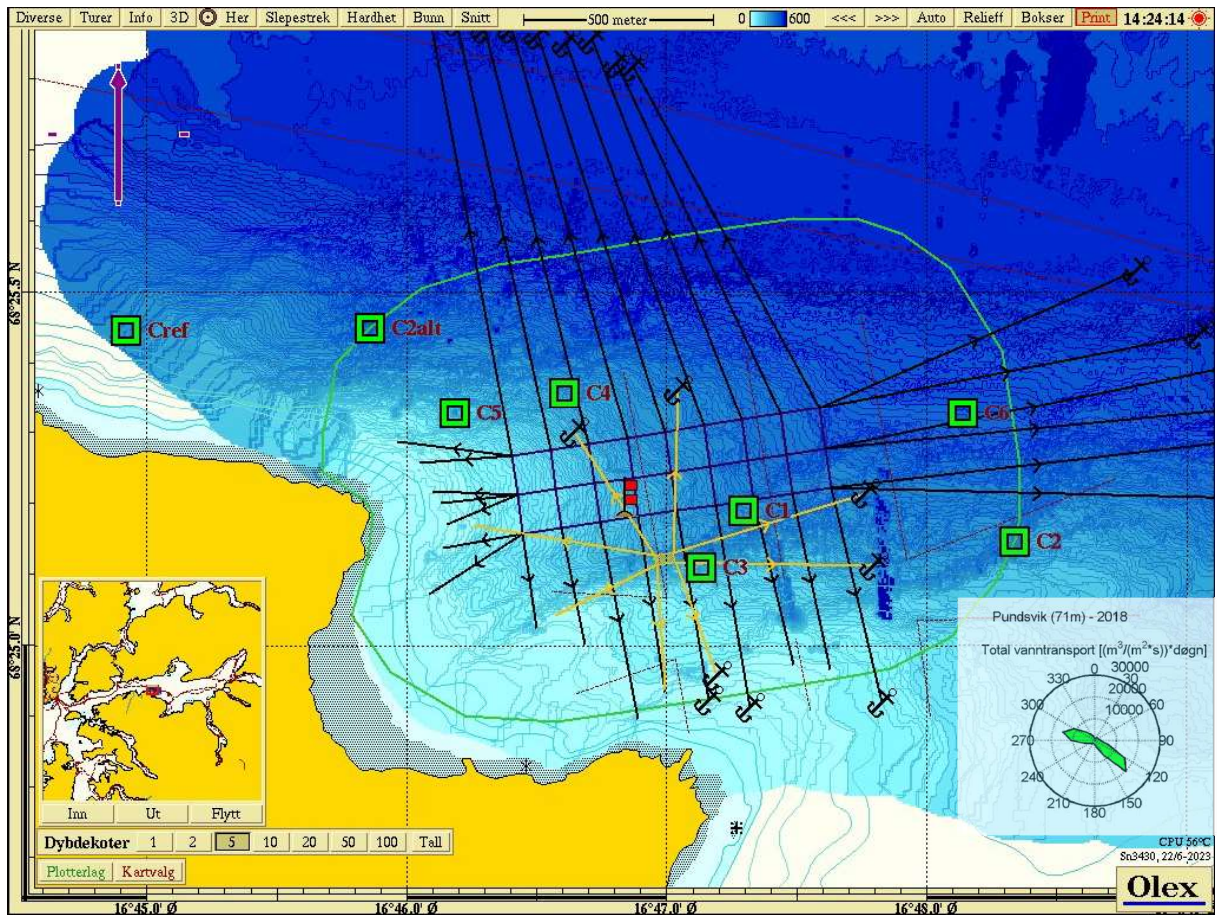 Diverse Turer Info 3D Her Slepestrek Hardhet Bunn Snitt 500 meter 0 600 <<< >>> Auto Relieff Bokser Print 14:24:14
68°25.5' N
Cref
C2alt
C4
C5
C6
C1
C2
C3
68°25.0' N
Pundsvik (71m) - 2018
Total vanntransport [(m³/(m²*s))*døgn]
0
30000
330
30
20000
300
10000
60
270
90
240
120
210
150
180
Inn Ut Flytt
Dybdekoter 1 2 5 10 20 50 100 Tall
Plotterlag Kartvalg
CPU 56°C
Sn3430, 22/6-2023
Olex
16°45.0' Ø
16°46.0' Ø
16°47.0' Ø
16°48.0' Ø